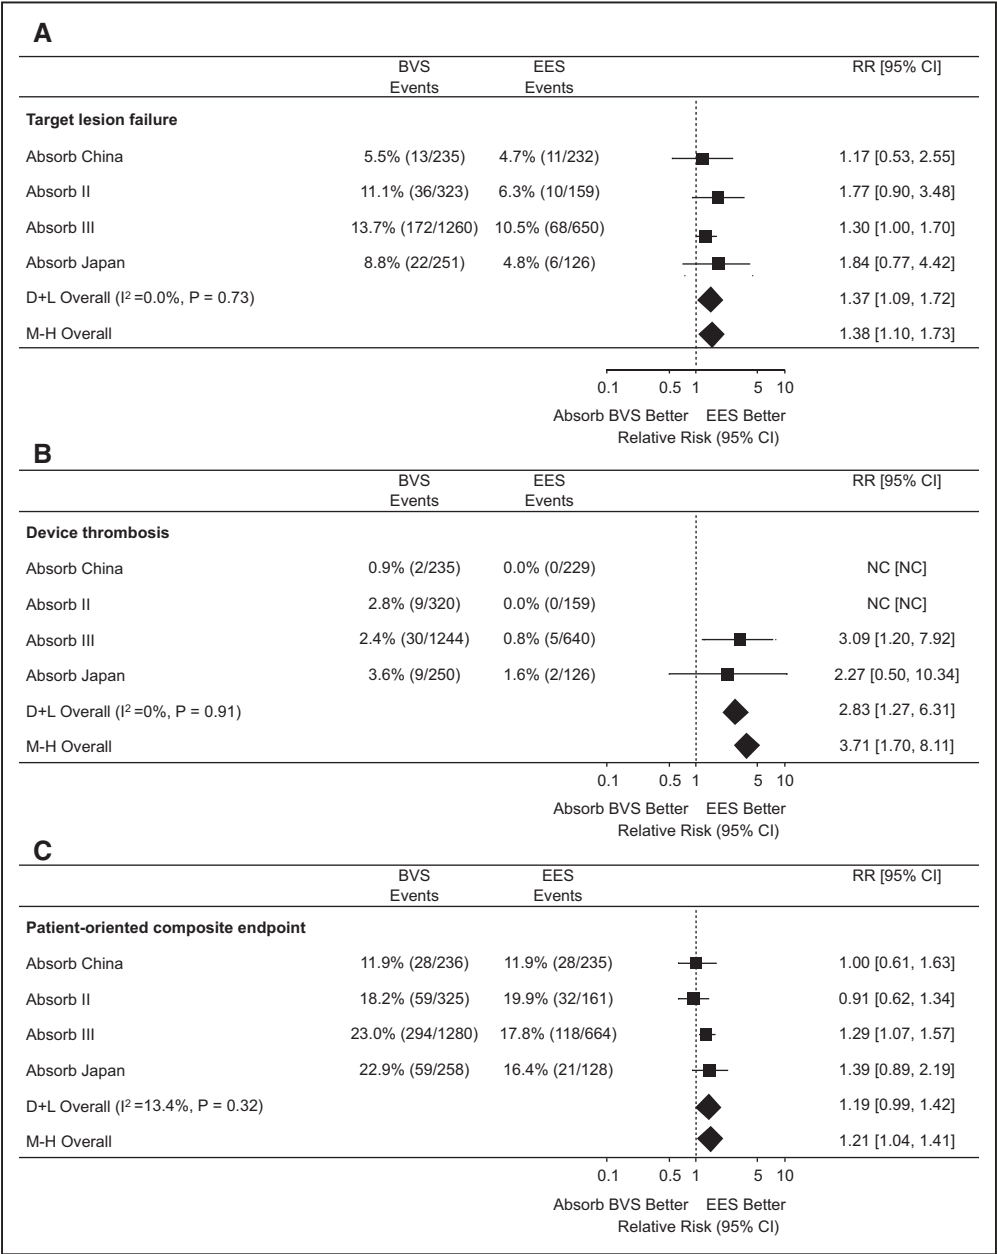 A
BVS EES RR [95% CI]
Events Events
Target lesion failure
Absorb China 5.5% (13/235) 4.7% (11/232) 1.17 [0.53, 2.55]
Absorb II 11.1% (36/323) 6.3% (10/159) 1.77 [0.90, 3.48]
Absorb III 13.7% (172/1260) 10.5% (68/650) 1.30 [1.00, 1.70]
Absorb Japan 8.8% (22/251) 4.8% (6/126) 1.84 [0.77, 4.42]
D+L Overall (I² =0.0%, P = 0.73) 1.37 [1.09, 1.72]
M-H Overall 1.38 [1.10, 1.73]
0.1 0.5 1 5 10
Absorb BVS Better EES Better
Relative Risk (95% CI)
B
BVS EES RR [95% CI]
Events Events
Device thrombosis
Absorb China 0.9% (2/235) 0.0% (0/229) NC [NC]
Absorb II 2.8% (9/320) 0.0% (0/159) NC [NC]
Absorb III 2.4% (30/1244) 0.8% (5/640) 3.09 [1.20, 7.92]
Absorb Japan 3.6% (9/250) 1.6% (2/126) 2.27 [0.50, 10.34]
D+L Overall (I² =0%, P = 0.91) 2.83 [1.27, 6.31]
M-H Overall 3.71 [1.70, 8.11]
0.1 0.5 1 5 10
Absorb BVS Better EES Better
Relative Risk (95% CI)
C
BVS EES RR [95% CI]
Events Events
Patient-oriented composite endpoint
Absorb China 11.9% (28/236) 11.9% (28/235) 1.00 [0.61, 1.63]
Absorb II 18.2% (59/325) 19.9% (32/161) 0.91 [0.62, 1.34]
Absorb III 23.0% (294/1280) 17.8% (118/664) 1.29 [1.07, 1.57]
Absorb Japan 22.9% (59/258) 16.4% (21/128) 1.39 [0.89, 2.19]
D+L Overall (I² =13.4%, P = 0.32) 1.19 [0.99, 1.42]
M-H Overall 1.21 [1.04, 1.41]
0.1 0.5 1 5 10
Absorb BVS Better EES Better
Relative Risk (95% CI)